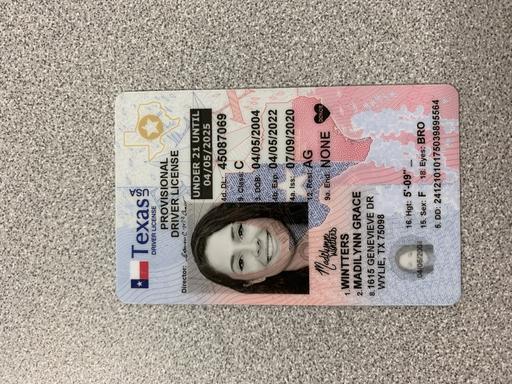 Texas USA
DRIVER LICENSE
PROVISIONAL
DRIVER LICENSE
Director:
UNDER 21 UNTIL
04/05/2025
4d. DL: 45087069
9. Class: C
3. DOB: 04/05/2004
4b. Exp: 04/05/2022
4a. Iss: 07/09/2020
12. Rest: AG
9a. End: NONE
DONOR
1. WINTTERS
2. MADILYNN GRACE
8. 1615 GENEVIEVE DR
WYLIE, TX 75098
16. Hgt: 5'-09"
15. Sex: F 18. Eyes: BRO
5. DD: 24121010175039895564